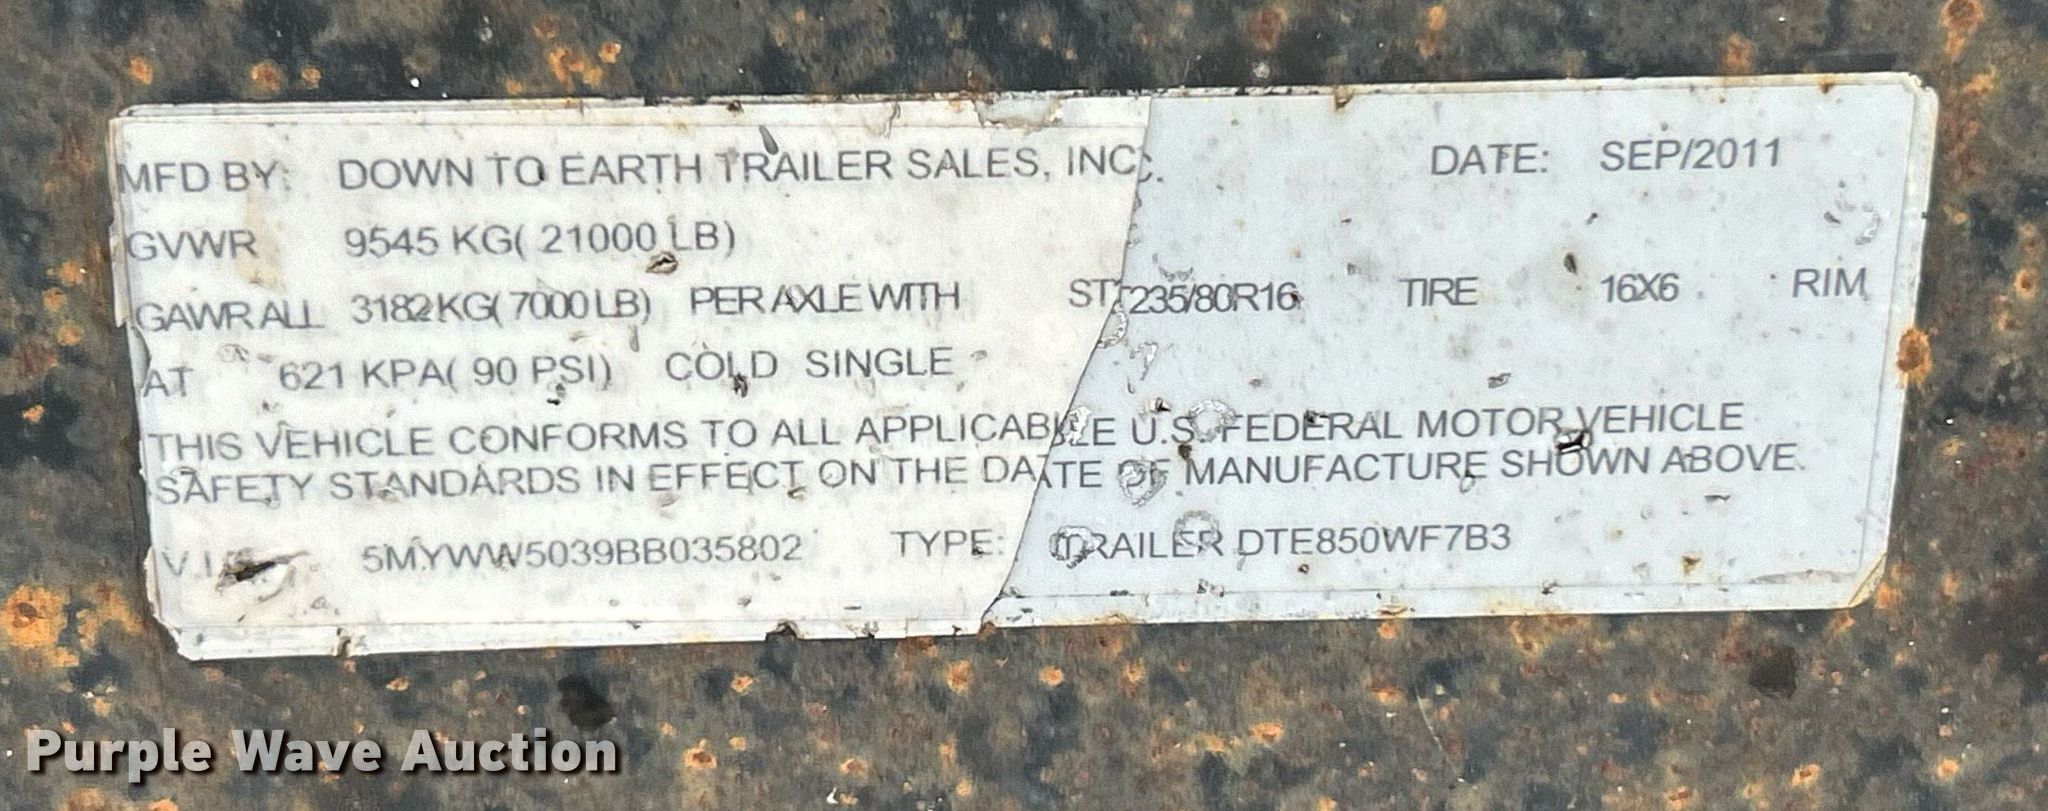 MFD BY: DOWN TO EARTH TRAILER SALES, INC. DATE: SEP/2011
GVWR 9545 KG( 21000 LB)
GAWR ALL 3182 KG( 7000 LB) PER AXLE WITH ST235/80R16 TIRE 16X6 RIM
AT 621 KPA( 90 PSI) COLD SINGLE
THIS VEHICLE CONFORMS TO ALL APPLICABLE U.S. FEDERAL MOTOR VEHICLE
SAFETY STANDARDS IN EFFECT ON THE DATE OF MANUFACTURE SHOWN ABOVE.
5MYWW5039BB035802 TYPE: TRAILER DTE850WF7B3
Purple Wave Auction